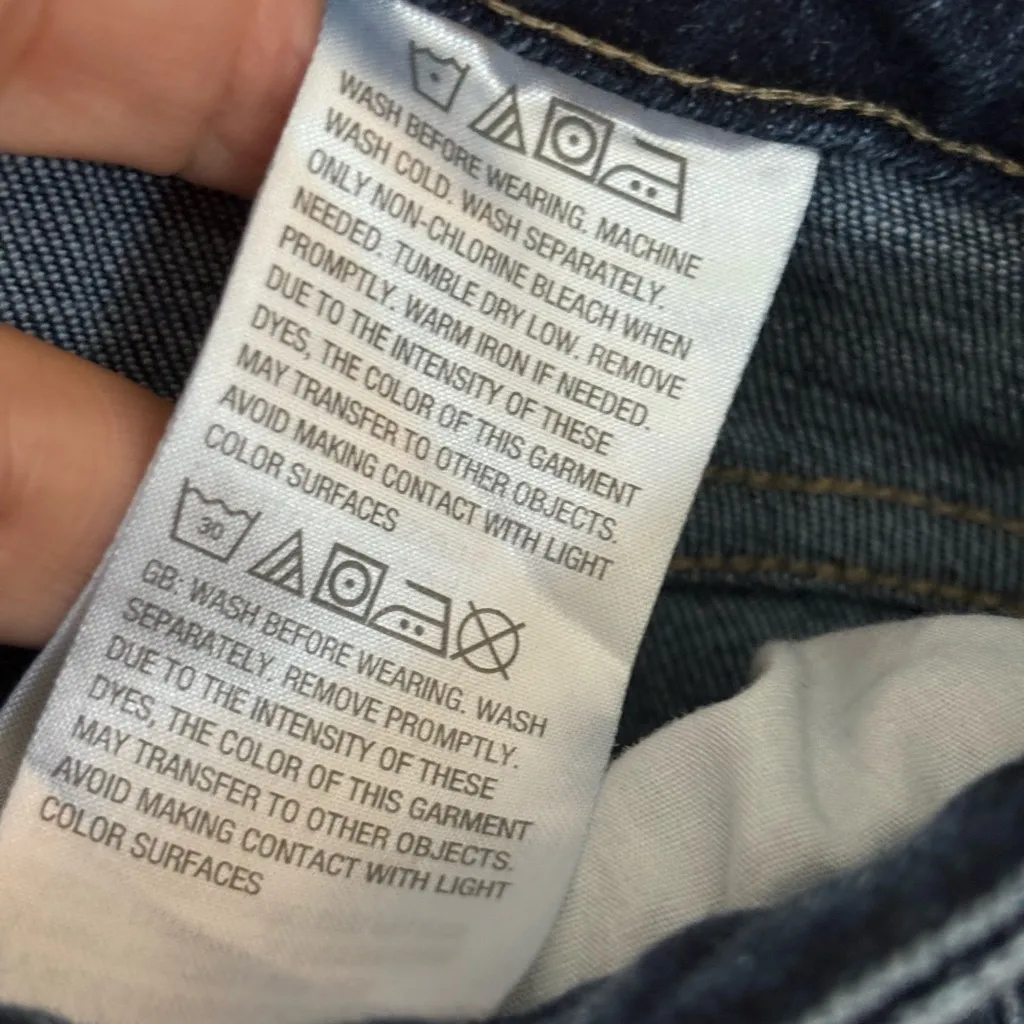 WASH BEFORE WEARING. MACHINE
WASH COLD. WASH SEPARATELY.
ONLY NON-CHLORINE BLEACH WHEN
NEEDED. TUMBLE DRY LOW. REMOVE
PROMPTLY. WARM IRON IF NEEDED.
DUE TO THE INTENSITY OF THESE
DYES, THE COLOR OF THIS GARMENT
MAY TRANSFER TO OTHER OBJECTS.
AVOID MAKING CONTACT WITH LIGHT
COLOR SURFACES
30
GB: WASH BEFORE WEARING. WASH
SEPARATELY. REMOVE PROMPTLY.
DUE TO THE INTENSITY OF THESE
DYES, THE COLOR OF THIS GARMENT
MAY TRANSFER TO OTHER OBJECTS.
AVOID MAKING CONTACT WITH LIGHT
COLOR SURFACES